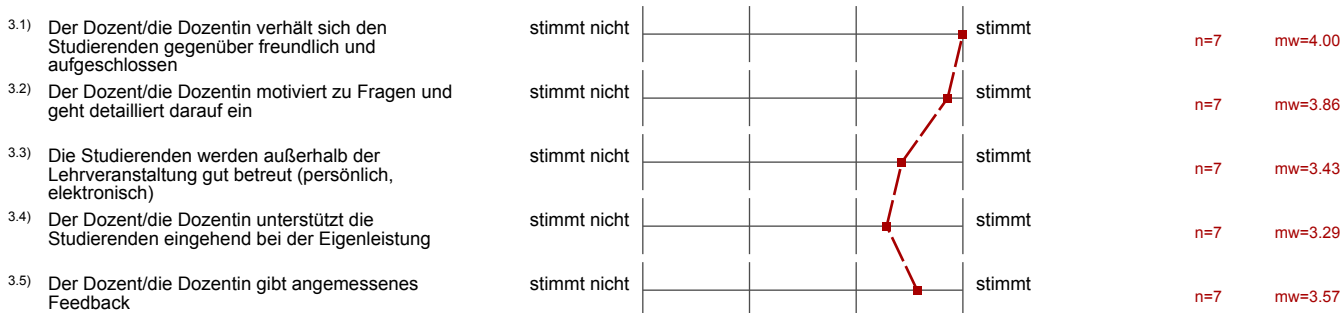 3.1) Der Dozent/die Dozentin verhält sich den stimmt nicht stimmt
Studierenden gegenüber freundlich und n=7 mw=4.00
aufgeschlossen
3.2) Der Dozent/die Dozentin motiviert zu Fragen und stimmt nicht stimmt
geht detailliert darauf ein n=7 mw=3.86
3.3) Die Studierenden werden außerhalb der stimmt nicht stimmt
Lehrveranstaltung gut betreut (persönlich, n=7 mw=3.43
elektronisch)
3.4) Der Dozent/die Dozentin unterstützt die stimmt nicht stimmt
Studierenden eingehend bei der Eigenleistung n=7 mw=3.29
3.5) Der Dozent/die Dozentin gibt angemessenes stimmt nicht stimmt
Feedback n=7 mw=3.57